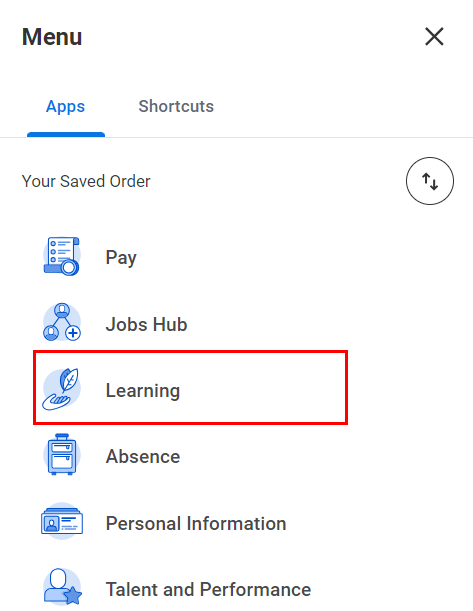 Menu
Apps
Shortcuts
Your Saved Order
Pay
Jobs Hub
Learning
Absence
Personal Information
Talent and Performance